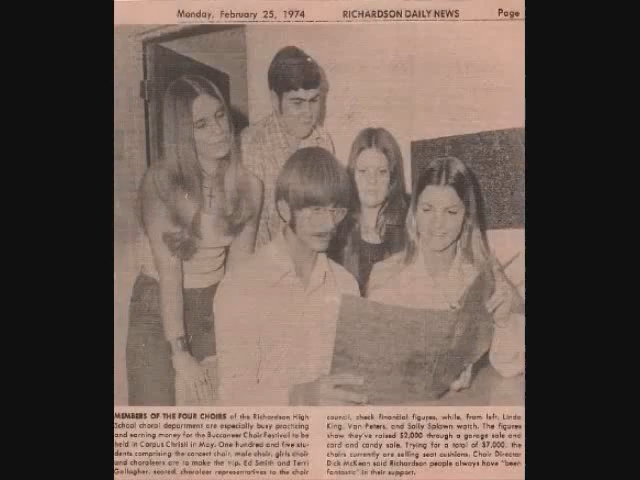 Monday, February 25, 1974 RICHARDSON DAILY NEWS Page
MEMBERS OF THE FOUR CHOIRS of the Richardson High
School choral department are especially busy practicing
and earning money for the Buccaneer Choir Festival to be
held in Corpus Christi in May. One hundred and five stu-
dents comprising the concert choir, male choir, girls choir
and choraleers are to make the trip. Ed Smith and Terri
Gallagher, seated, choraleer representatives to the choir
council, check financial figures, while, from left, Linda
King, Van Peters, and Sally Splawn watch. The figures
show they've raised $2,000 through a garage sale and
card and candy sale. Trying for a total of $7,000, the
choirs currently are selling seat cushions. Choir Director
Dick McKean said Richardson people always have "been
fantastic" in their support.